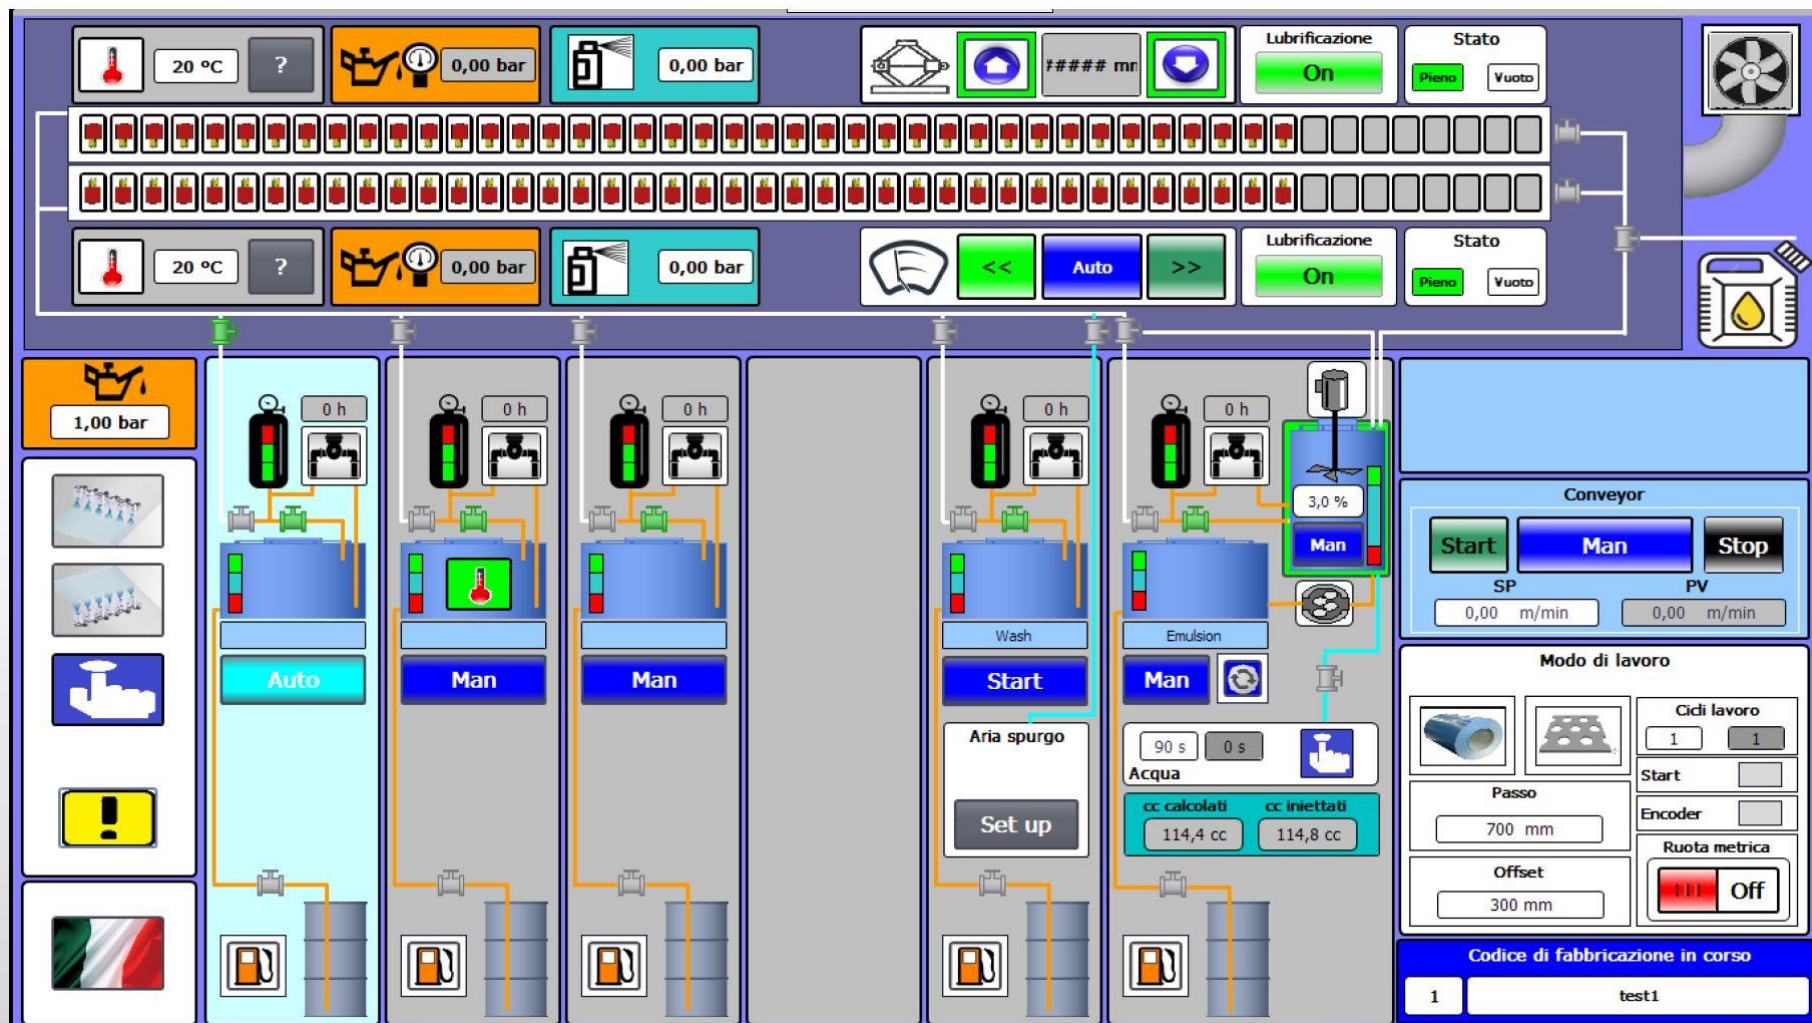 Lubrificazione
Stato
20 ºC
?
0,00 bar
0,00 bar
On
Pieno
Vuoto
20 ºC
?
0,00 bar
0,00 bar
<<
Auto
>>
Lubrificazione
On
Stato
Pieno
Vuoto
1,00 bar
0 h
0 h
0 h
0 h
0 h
3,0 %
Man
Wash
Emulsion
Auto
Man
Man
Start
Man
Aria spurgo
Set up
90 s
0 s
Acqua
cc calcolati
cc iniettati
114,4 cc
114,8 cc
Conveyor
Start
Man
Stop
SP
PV
0,00 m/min
0,00 m/min
Modo di lavoro
Cicli lavoro
1
1
Start
Encoder
Passo
700 mm
Offset
300 mm
Ruota metrica
Off
Codice di fabbricazione in corso
1
test1